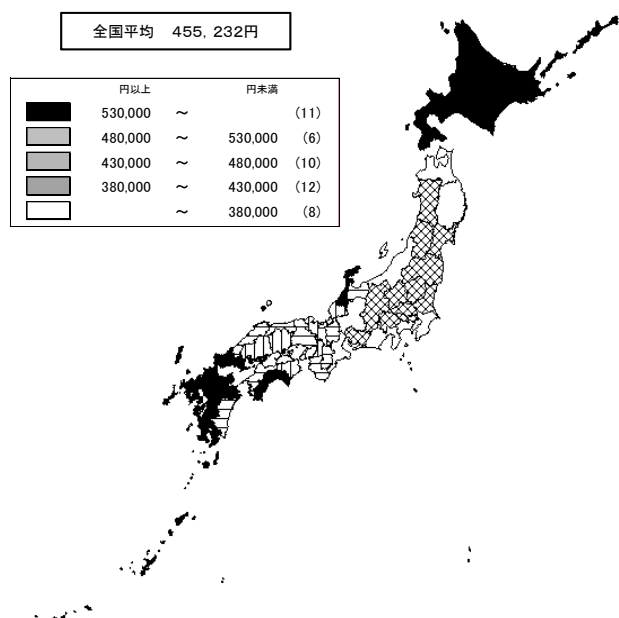 全国平均 455,232円
円以上 円未満
530,000 ～ (11)
480,000 ～ 530,000 (6)
430,000 ～ 480,000 (10)
380,000 ～ 430,000 (12)
～ 380,000 (8)